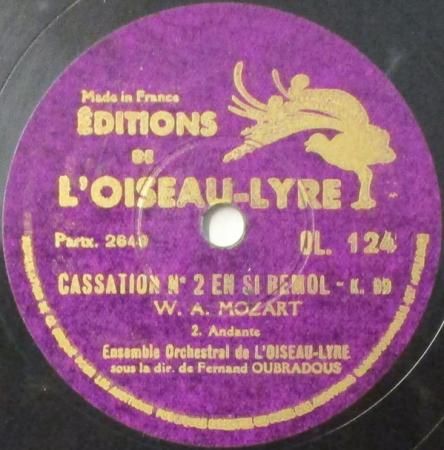 Made in France
ÉDITIONS
DE
L'OISEAU-LYRE
Partx. 2640
OL. 124
CASSATION N° 2 EN SI BEMOL - K. 99
W. A. MOZART
2. Andante
Ensemble Orchestral de L'OISEAU-LYRE
sous la dir. de Fernand OUBRADOUS